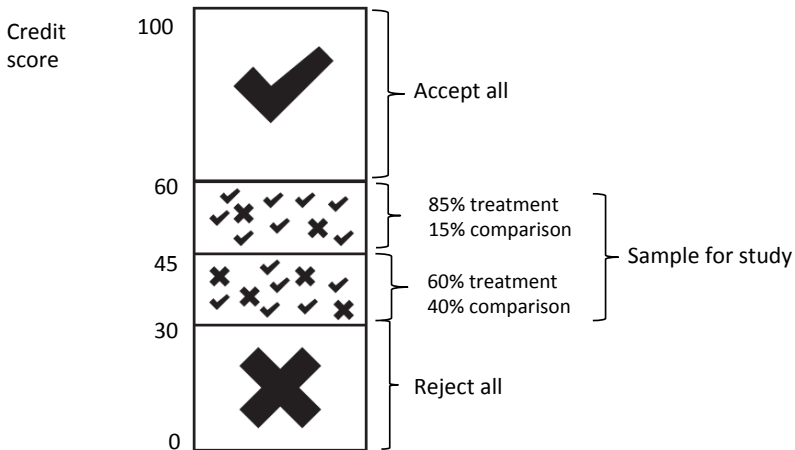 Credit
score
100
Accept all
60
85% treatment
15% comparison
Sample for study
45
60% treatment
40% comparison
30
Reject all
0